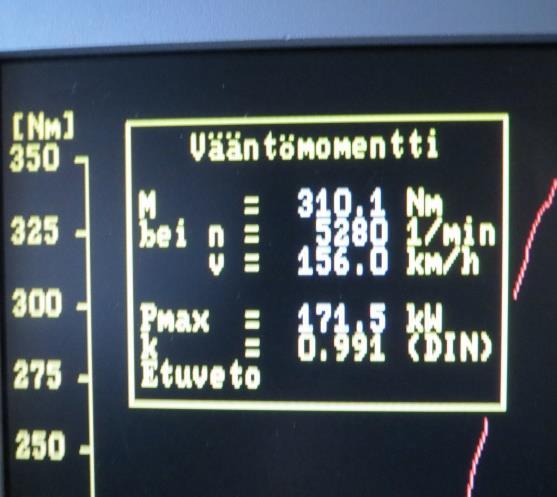 [Nm]
350
325
300
275
250
Vääntömomentti
M = 310.1 Nm
bei n = 5280 1/min
v = 156.0 km/h
Pmax = 171.5 kW
k = 0.991 (DIN)
Etuveto